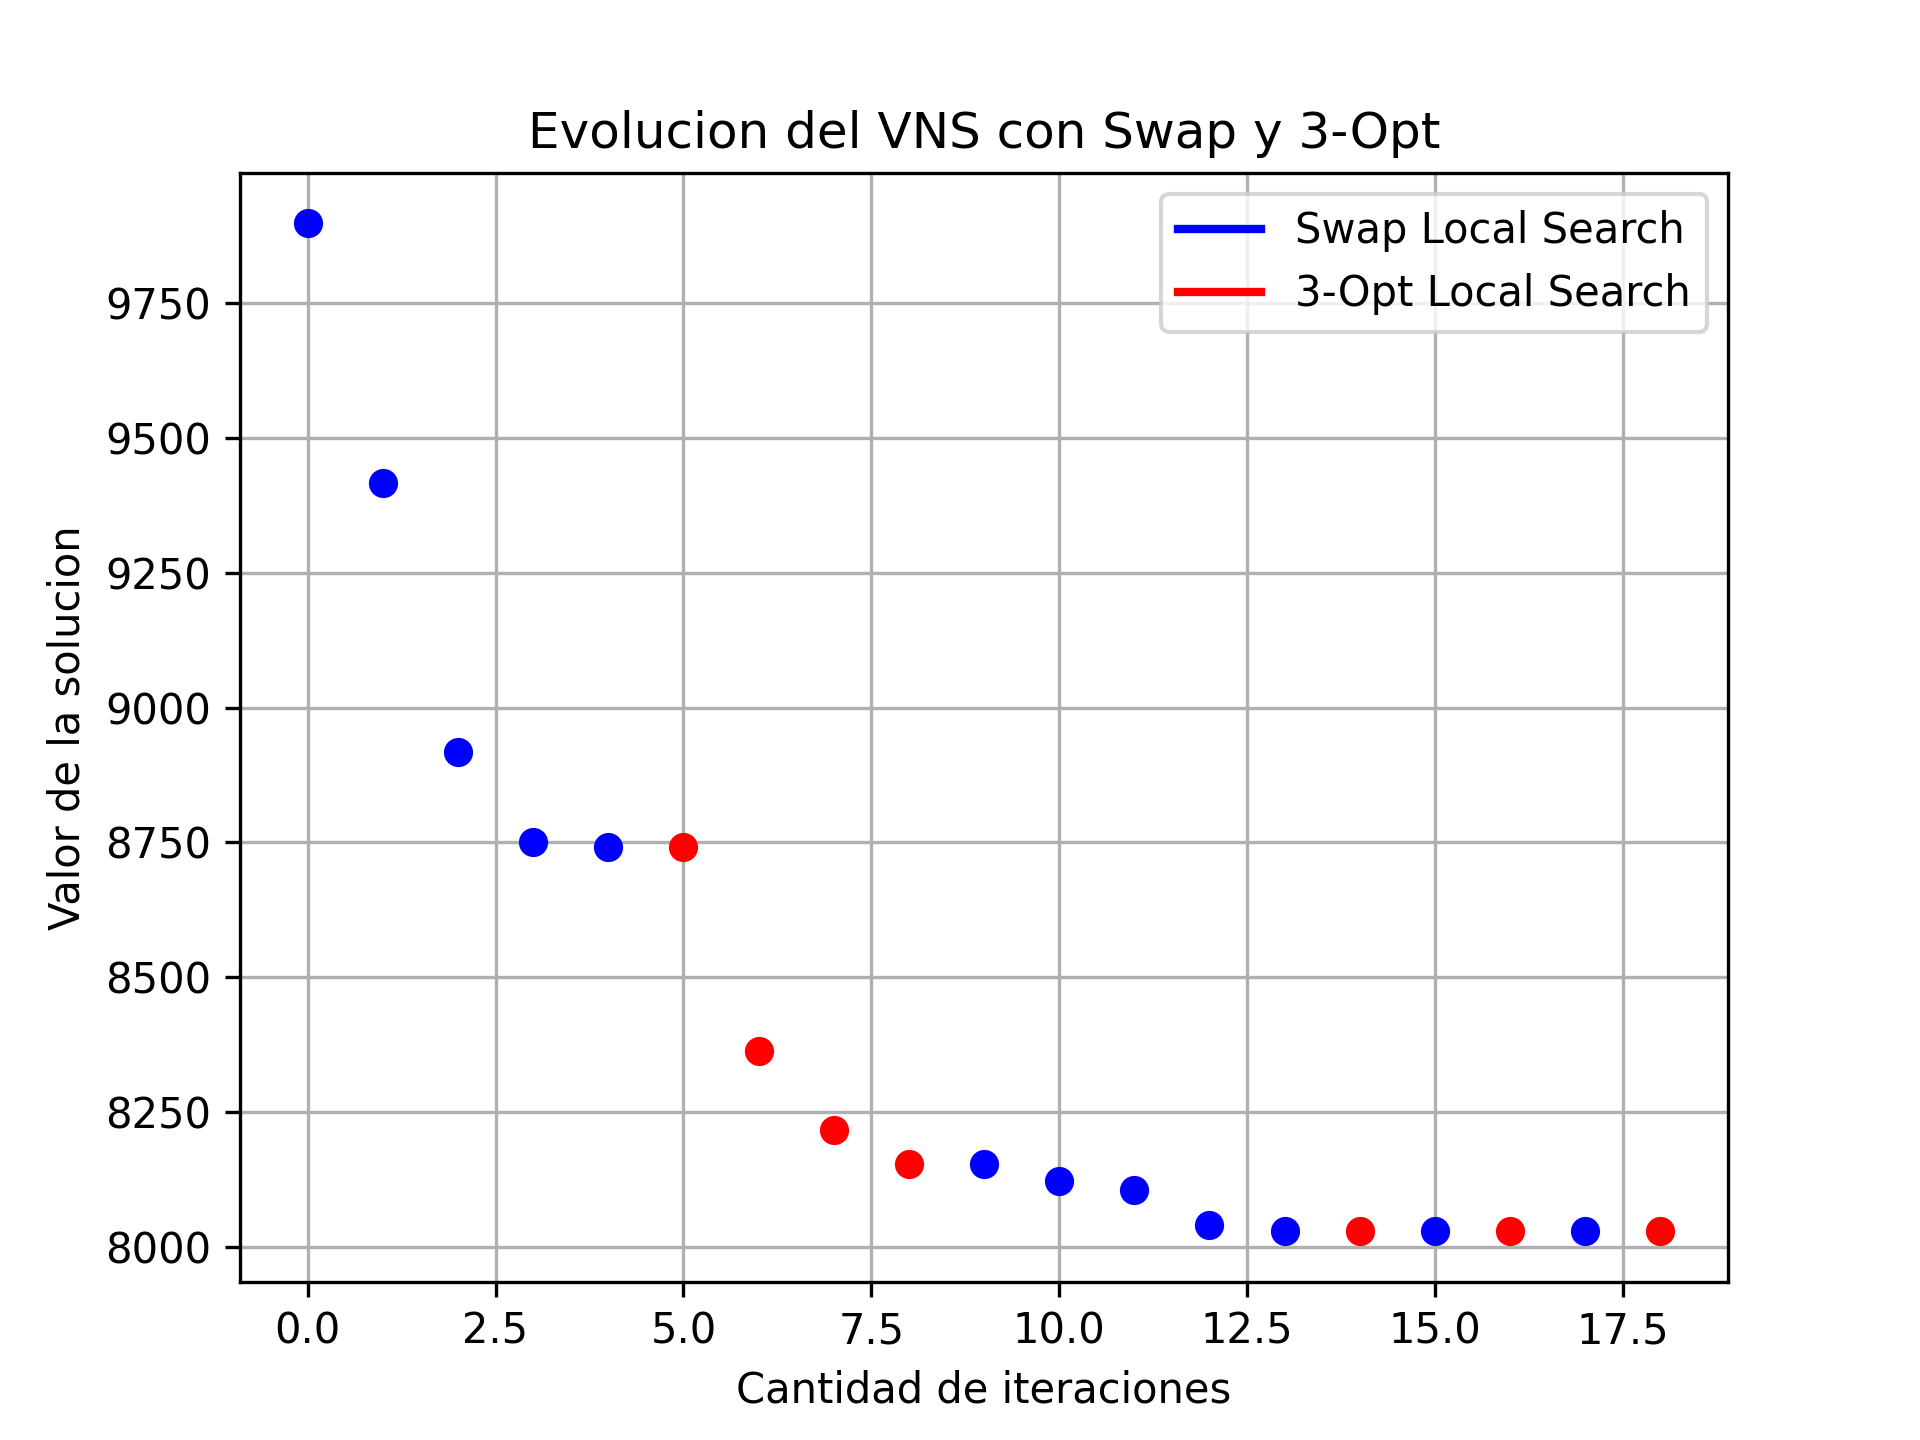 Evolucion del VNS con Swap y 3-Opt
Swap Local Search
3-Opt Local Search
Valor de la solucion
9750
9500
9250
9000
8750
8500
8250
8000
0.0 2.5 5.0 7.5 10.0 12.5 15.0 17.5
Cantidad de iteraciones